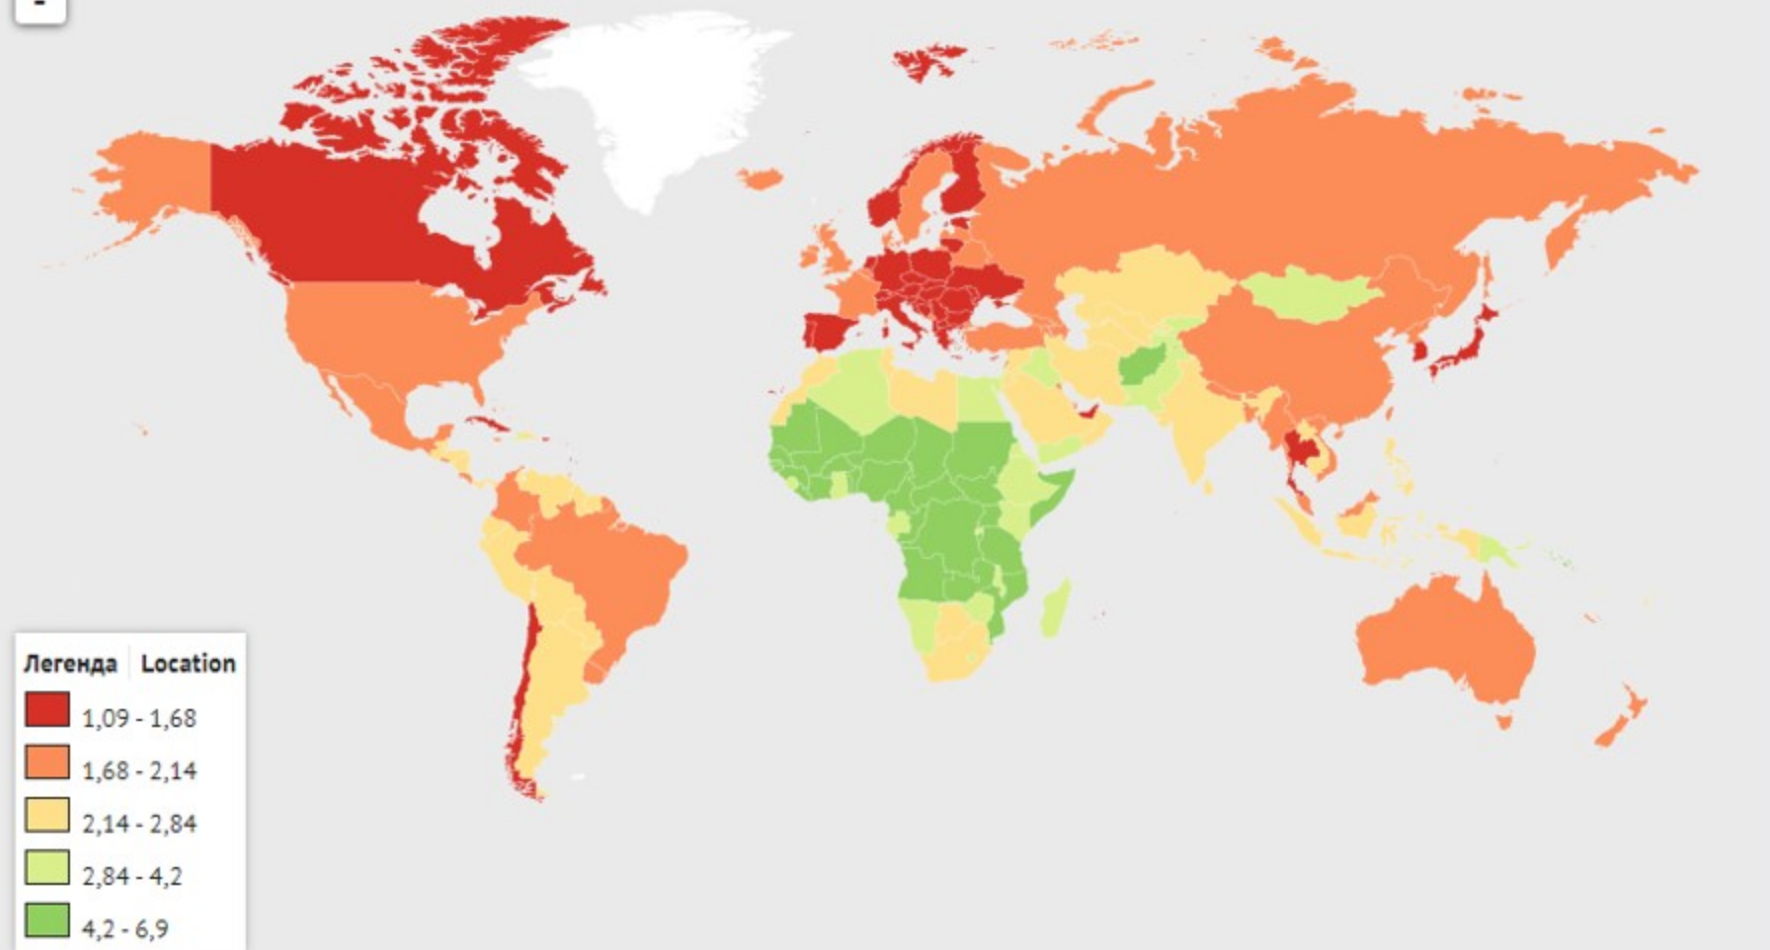 -
Легенда Location
1,09 - 1,68
1,68 - 2,14
2,14 - 2,84
2,84 - 4,2
4,2 - 6,9